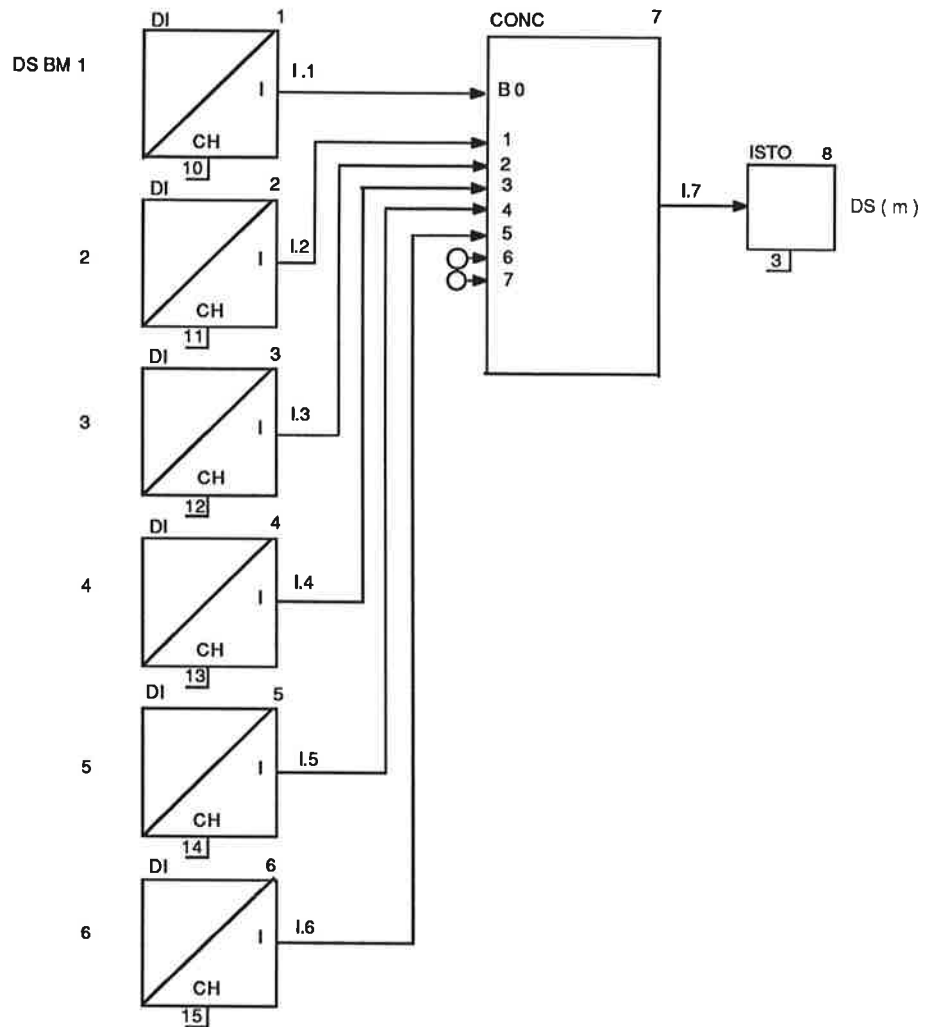 DI 1 CONC 7
DS BM 1 I I.1 B0
CH 1
10 2 ISTO 8
DI 2 3 I.7 DS ( m )
2 I I.2 4
5
6 3
CH 7
11
DI 3
3 I I.3
CH
12
DI 4
4 I I.4
CH
13
DI 5
5 I I.5
CH
14
DI 6
6 I I.6
CH
15